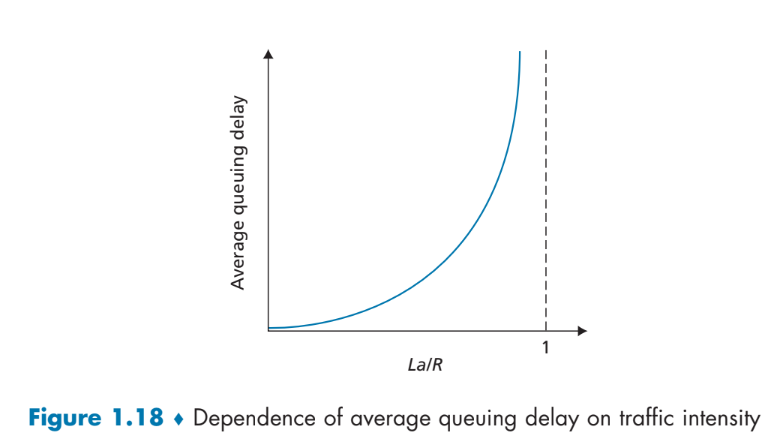 Average queuing delay
1
La/R
Figure 1.18 ♦ Dependence of average queuing delay on traffic intensity